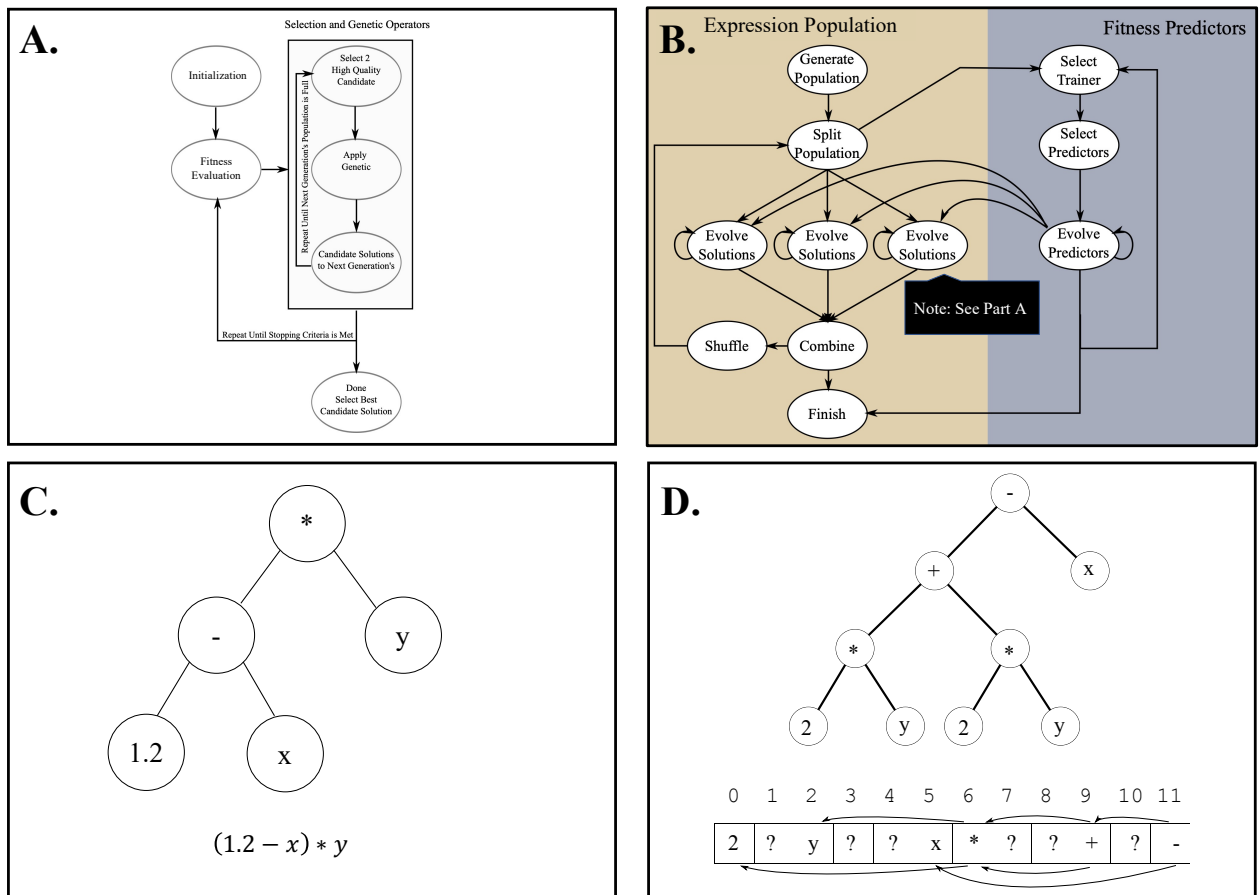 A.
Selection and Genetic Operators
Initialization
Fitness
Evaluation
Repeat Until Next Generation's Population is Full
Select 2
High Quality
Candidate
Apply
Genetic
Candidate Solutions
to Next Generation's
Repeat Until Stopping Criteria is Met
Done
Select Best
Candidate Solution
B.
Expression Population
Fitness Predictors
Generate
Population
Split
Population
Select
Trainer
Select
Predictors
Evolve
Solutions
Evolve
Solutions
Evolve
Solutions
Evolve
Predictors
Note: See Part A
Shuffle
Combine
Finish
C.
*
-
y
1.2
x
(1.2 − x) * y
D.
-
+
x
*
*
2
y
2
y
0 1 2 3 4 5 6 7 8 9 10 11
2 ? y ? ? x * ? ? + ? -